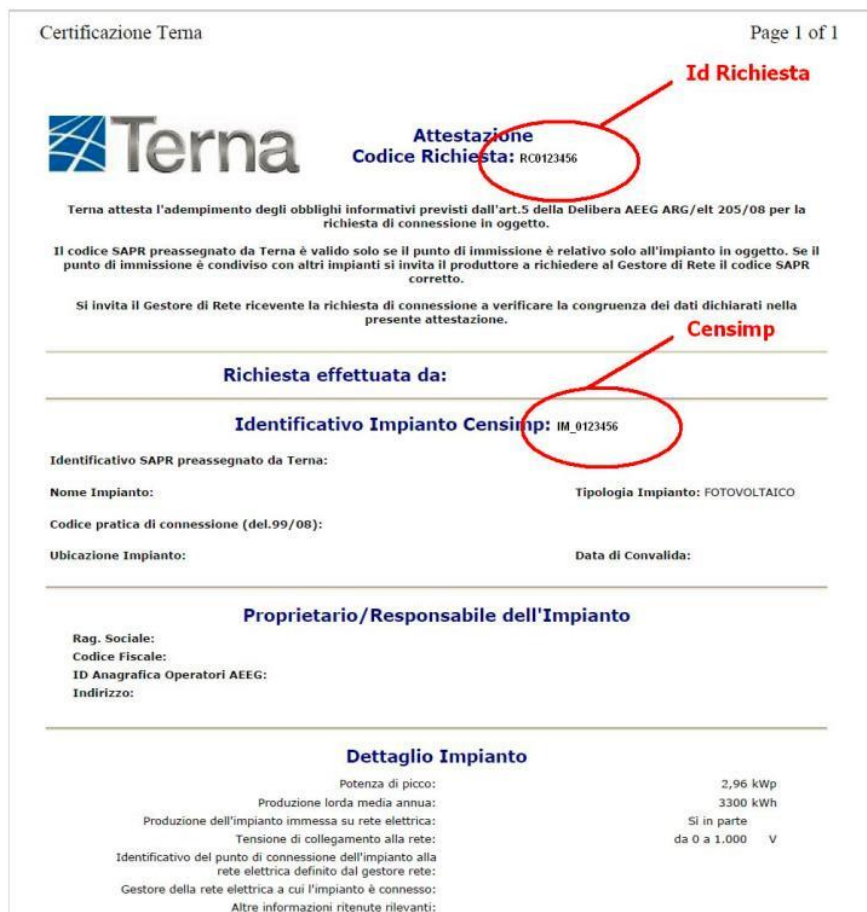 Certificazione Terna Page 1 of 1
Id Richiesta
Terna
Attestazione
Codice Richiesta: RC0123456
Terna attesta l'adempimento degli obblighi informativi previsti dall'art.5 della Delibera AEEG ARG/elt 205/08 per la
richiesta di connessione in oggetto.
Il codice SAPR preassegnato da Terna è valido solo se il punto di immissione è relativo solo all'impianto in oggetto. Se il
punto di immissione è condiviso con altri impianti si invita il produttore a richiedere al Gestore di Rete il codice SAPR
corretto.
Si invita il Gestore di Rete ricevente la richiesta di connessione a verificare la congruenza dei dati dichiarati nella
presente attestazione.
Censimp
Richiesta effettuata da:
Identificativo Impianto Censimp: IM_0123456
Identificativo SAPR preassegnato da Terna:
Nome Impianto: Tipologia Impianto: FOTOVOLTAICO
Codice pratica di connessione (del.99/08):
Ubicazione Impianto: Data di Convalida:
Proprietario/Responsabile dell'Impianto
Rag. Sociale:
Codice Fiscale:
ID Anagrafica Operatori AEEG:
Indirizzo:
Dettaglio Impianto
Potenza di picco: 2,96 kWp
Produzione lorda media annua: 3300 kWh
Produzione dell'impianto immessa su rete elettrica: Si in parte
Tensione di collegamento alla rete: da 0 a 1.000 V
Identificativo del punto di connessione dell'impianto alla
rete elettrica definito dal gestore rete:
Gestore della rete elettrica a cui l'impianto è connesso:
Altre informazioni ritenute rilevanti: